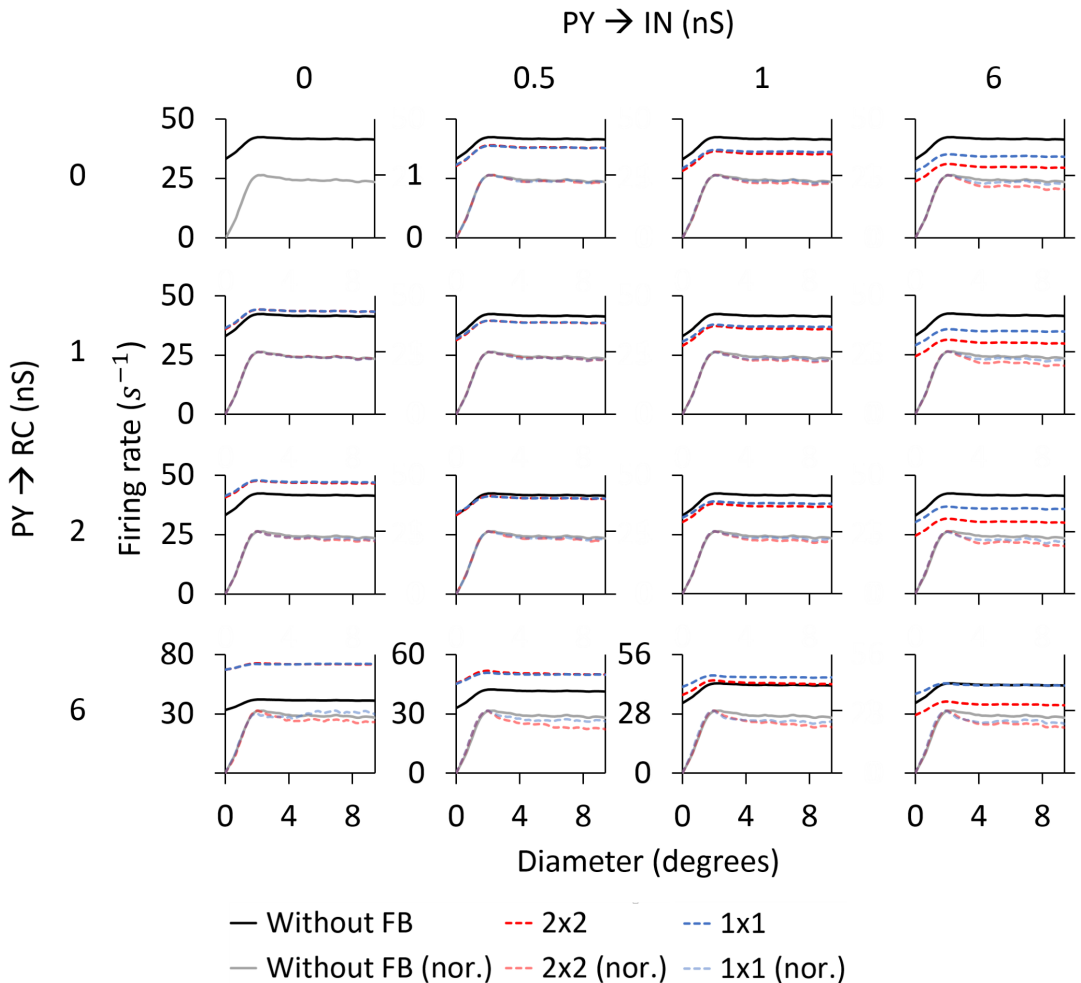 PY → IN (nS)
0 0.5 1 6
50
25
0
1
0
0
50
25
0
1
50
25
0
2
80
30
60
30
0
56
28
0
6
0 4 8 0 4 8 0 4 8 0 4 8
PY → RC (nS)
Firing rate (s⁻¹)
Diameter (degrees)
Without FB 2x2 1x1
Without FB (nor.) 2x2 (nor.) 1x1 (nor.)